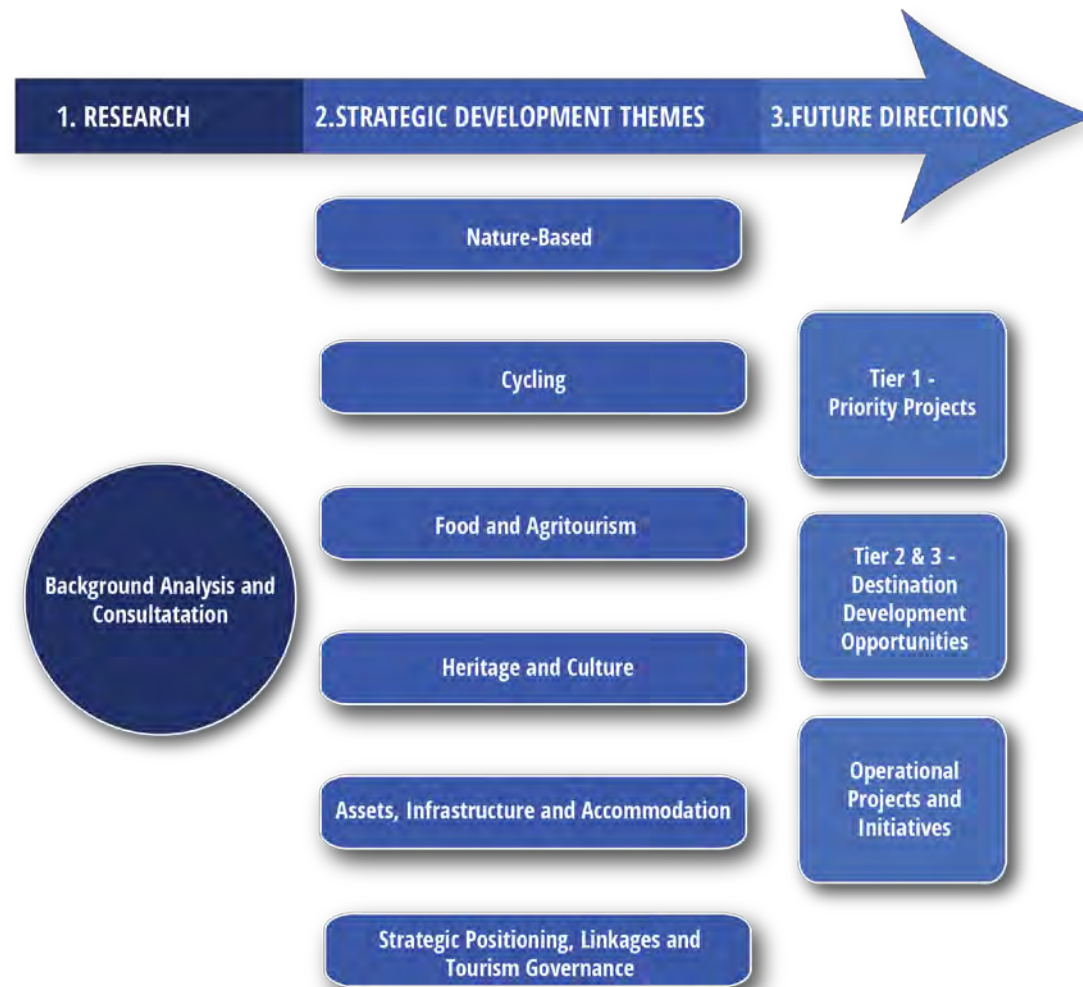 1. RESEARCH
2.STRATEGIC DEVELOPMENT THEMES
3.FUTURE DIRECTIONS
Background Analysis and
Consultatation
Nature-Based
Cycling
Food and Agritourism
Heritage and Culture
Assets, Infrastructure and Accommodation
Strategic Positioning, Linkages and
Tourism Governance
Tier 1 -
Priority Projects
Tier 2 & 3 -
Destination
Development
Opportunities
Operational
Projects and
Initiatives